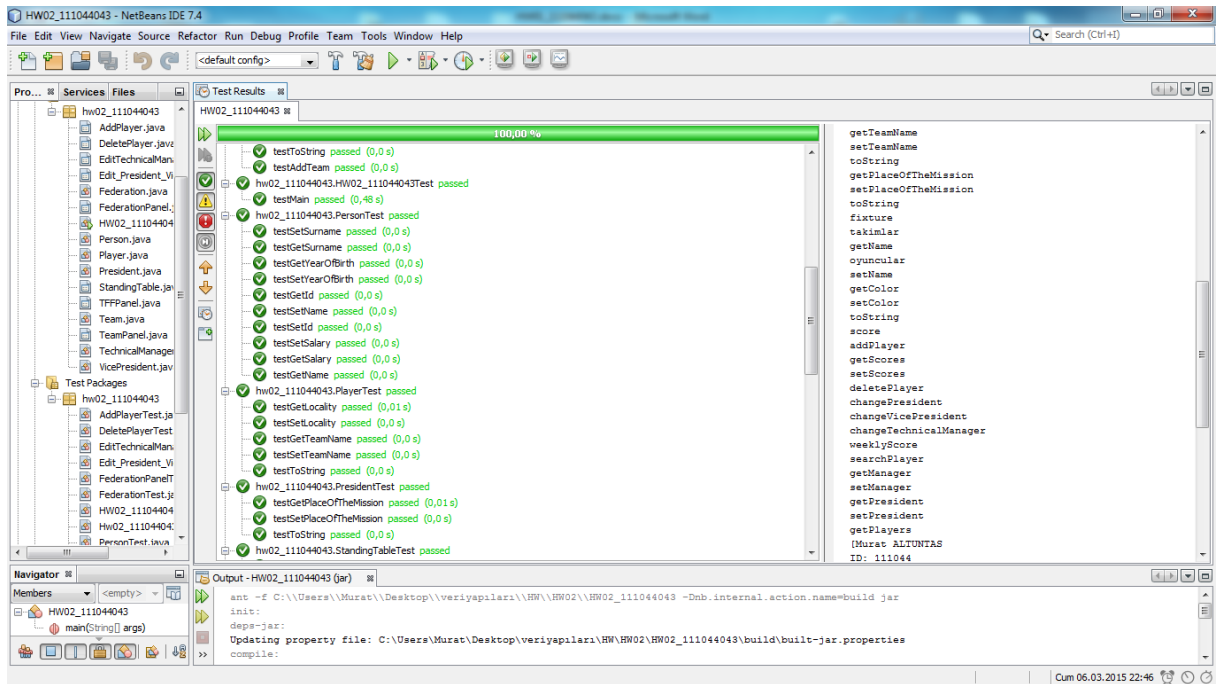 HW02_111044043 - NetBeans IDE 7.4
File Edit View Navigate Source Refactor Run Debug Profile Team Tools Window Help
Search (Ctrl+I)
<default config>
Pro... Services Files
hw02_111044043
AddPlayer.java
DeletePlayer.java
EditTechnicalMan
Edit_President_Vi
Federation.java
FederationPanel.j
HW02_11104404
Person.java
Player.java
President.java
StandingTable.jav
TFFPanel.java
Team.java
TeamPanel.java
TechnicalManager
VicePresident.jav
Test Packages
hw02_111044043
AddPlayerTest.ja
DeletePlayerTest
EditTechnicalMan
Edit_President_Vi
FederationPanelT
FederationTest.ja
HW02_11104404
Hw02_11104404
PersonTest.java
Test Results
HW02_111044043
100,00 %
testToString passed (0,0 s)
testAddTeam passed (0,0 s)
hw02_111044043.HW02_111044043Test passed
testMain passed (0,48 s)
hw02_111044043.PersonTest passed
testSetSurname passed (0,0 s)
testGetSurname passed (0,0 s)
testGetYearOfBirth passed (0,0 s)
testSetYearOfBirth passed (0,0 s)
testGetId passed (0,0 s)
testSetName passed (0,0 s)
testSetId passed (0,0 s)
testSetSalary passed (0,0 s)
testGetSalary passed (0,0 s)
testGetName passed (0,0 s)
hw02_111044043.PlayerTest passed
testGetLocality passed (0,01 s)
testSetLocality passed (0,0 s)
testGetTeamName passed (0,0 s)
testSetTeamName passed (0,0 s)
testToString passed (0,0 s)
hw02_111044043.PresidentTest passed
testGetPlaceOfTheMission passed (0,01 s)
testSetPlaceOfTheMission passed (0,0 s)
testToString passed (0,0 s)
hw02_111044043.StandingTableTest passed
getTeamName
setTeamName
toString
getPlaceOfTheMission
setPlaceOfTheMission
toString
fixture
takimlar
getName
oyuncular
setName
getColor
setColor
toString
score
addPlayer
getScores
setScores
deletePlayer
changePresident
changeVicePresident
changeTechnicalManager
weeklyScore
searchPlayer
getManager
setManager
getPresident
setPresident
getPlayers
[Murat ALTUNTAS
ID: 111044
Navigator
Members <empty>
HW02_111044043
main(String[] args)
Output - HW02_111044043 (jar)
ant -f C:\\Users\\Murat\\Desktop\\veriyapıları\\HW\\HW02\\HW02_111044043 -Dnb.internal.action.name=build jar
init:
deps-jar:
Updating property file: C:\Users\Murat\Desktop\veriyapıları\HW\HW02\HW02_111044043\build\built-jar.properties
compile:
Cum 06.03.2015 22:46